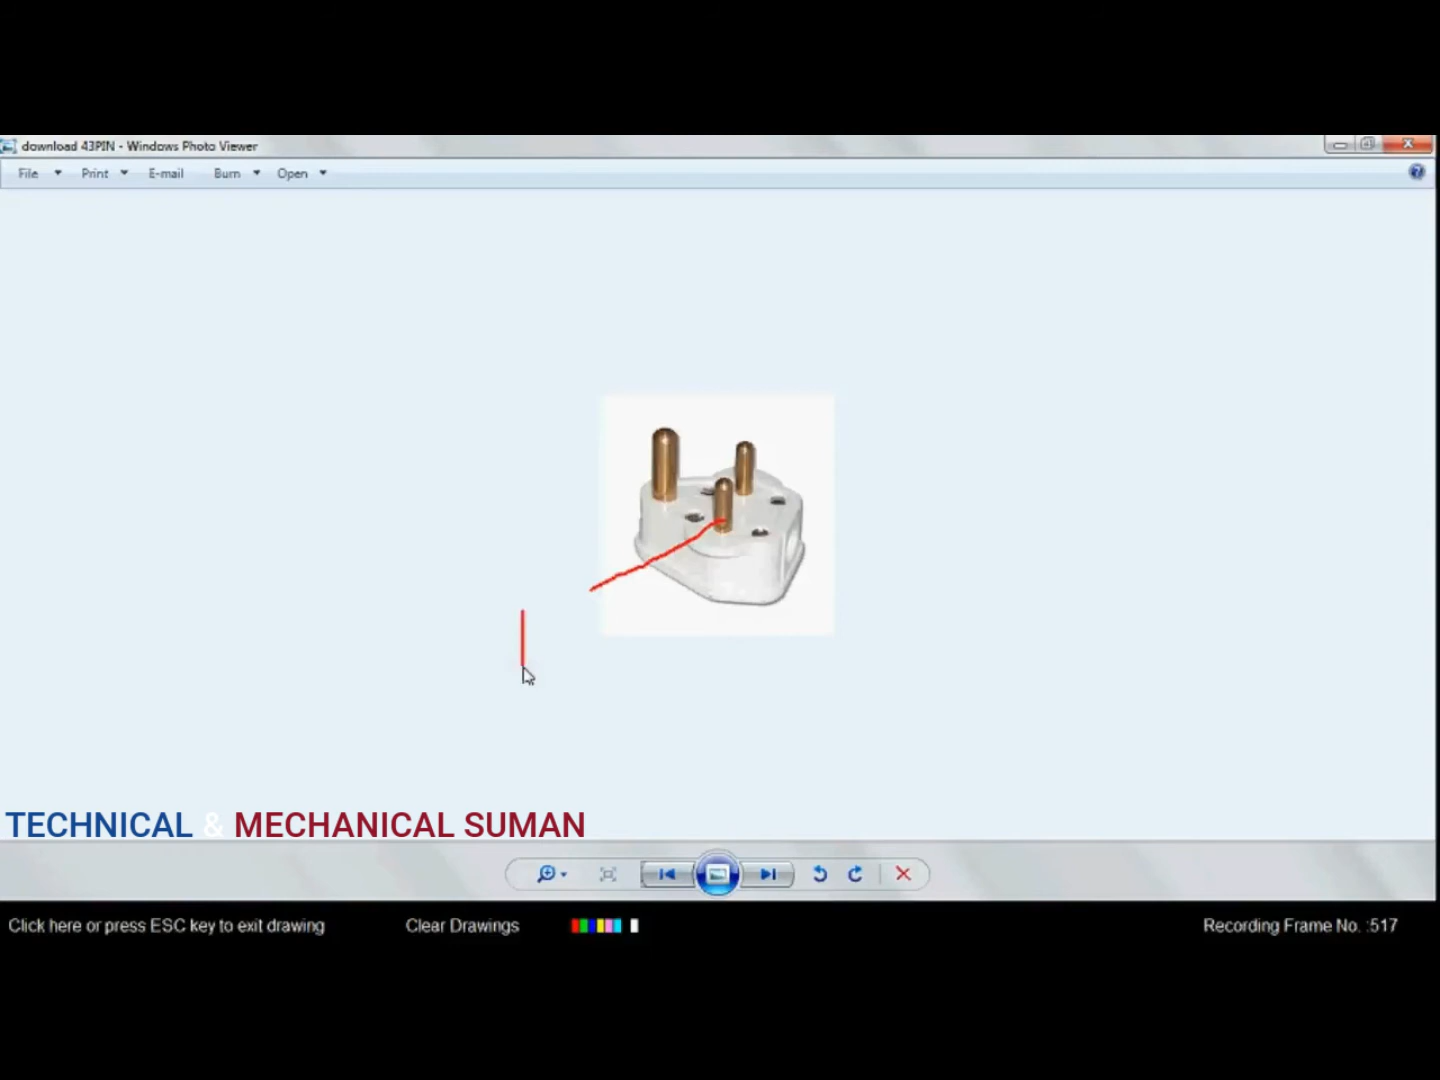 download 43PIN - Windows Photo Viewer
File Print E-mail Burn Open
TECHNICAL & MECHANICAL SUMAN
Click here or press ESC key to exit drawing Clear Drawings Recording Frame No. :517